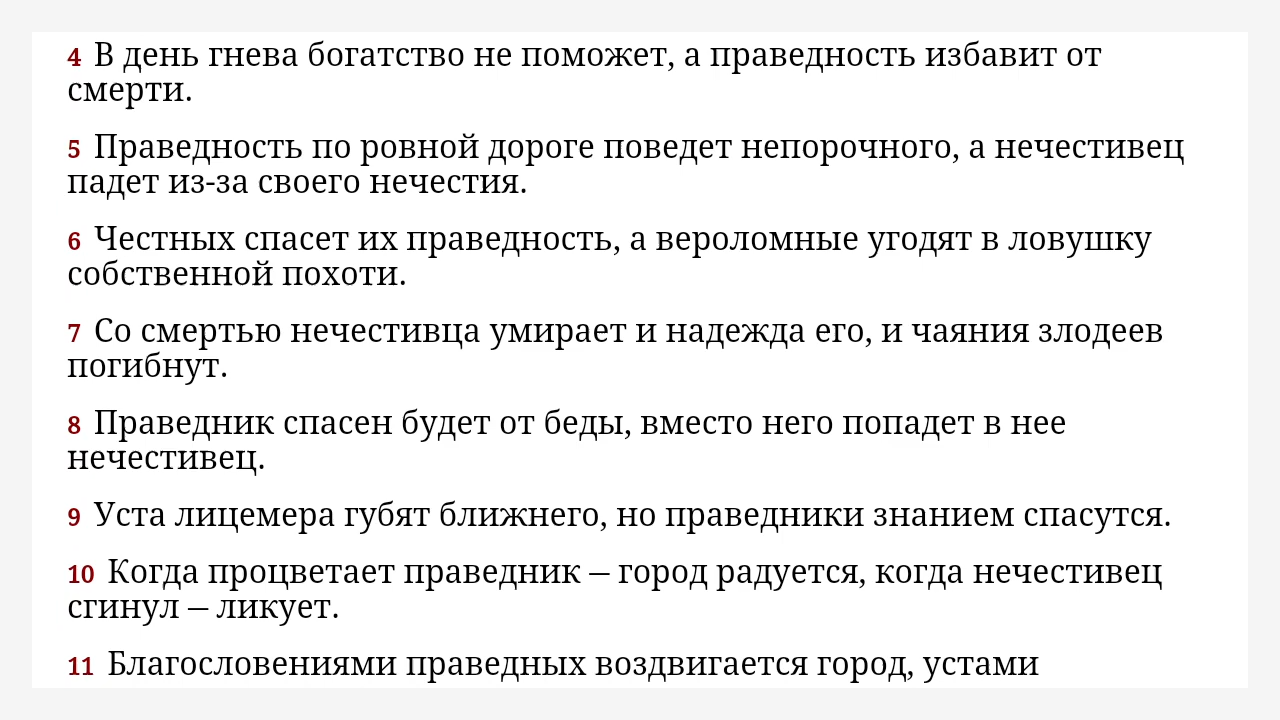 4 В день гнева богатство не поможет, а праведность избавит от
смерти.
5 Праведность по ровной дороге поведет непорочного, а нечестивец
падет из-за своего нечестия.
6 Честных спасет их праведность, а вероломные угодят в ловушку
собственной похоти.
7 Со смертью нечестивца умирает и надежда его, и чаяния злодеев
погибнут.
8 Праведник спасен будет от беды, вместо него попадет в нее
нечестивец.
9 Уста лицемера губят ближнего, но праведники знанием спасутся.
10 Когда процветает праведник – город радуется, когда нечестивец
сгинул – ликует.
11 Благословениями праведных воздвигается город, устами